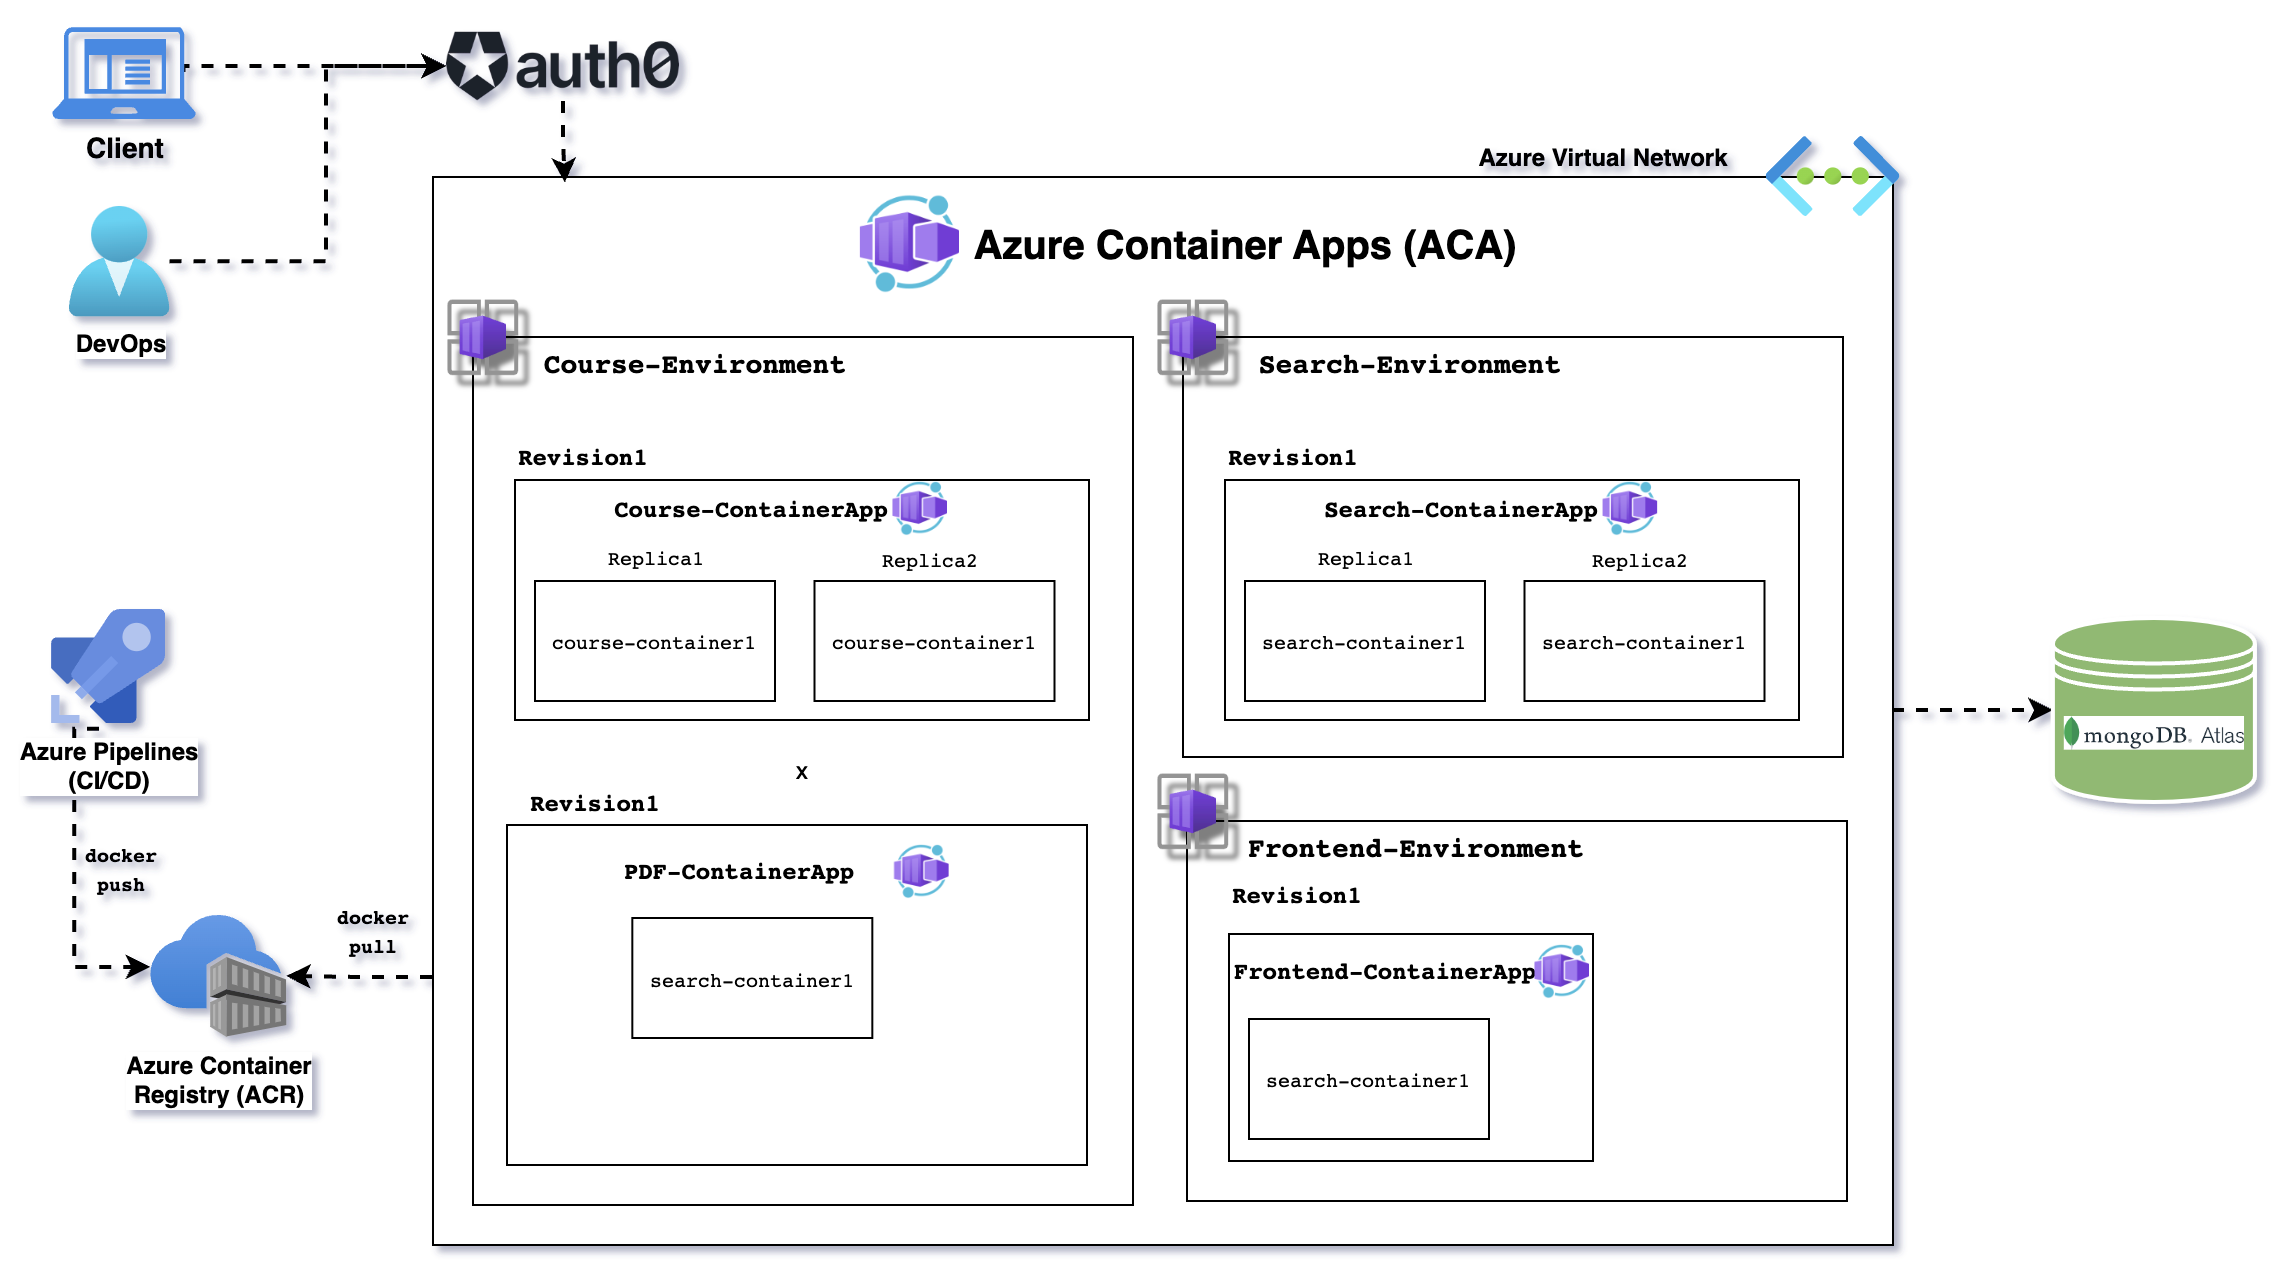 auth0
Client
Azure Virtual Network
Azure Container Apps (ACA)
DevOps
Course-Environment
Search-Environment
Revision1
Revision1
Course-ContainerApp
Search-ContainerApp
Replica1
Replica2
Replica1
Replica2
course-container1
course-container1
search-container1
search-container1
mongoDB. Atlas
Azure Pipelines
(CI/CD)
x
Revision1
docker
push
PDF-ContainerApp
Frontend-Environment
Revision1
docker
pull
search-container1
Frontend-ContainerApp
search-container1
Azure Container
Registry (ACR)